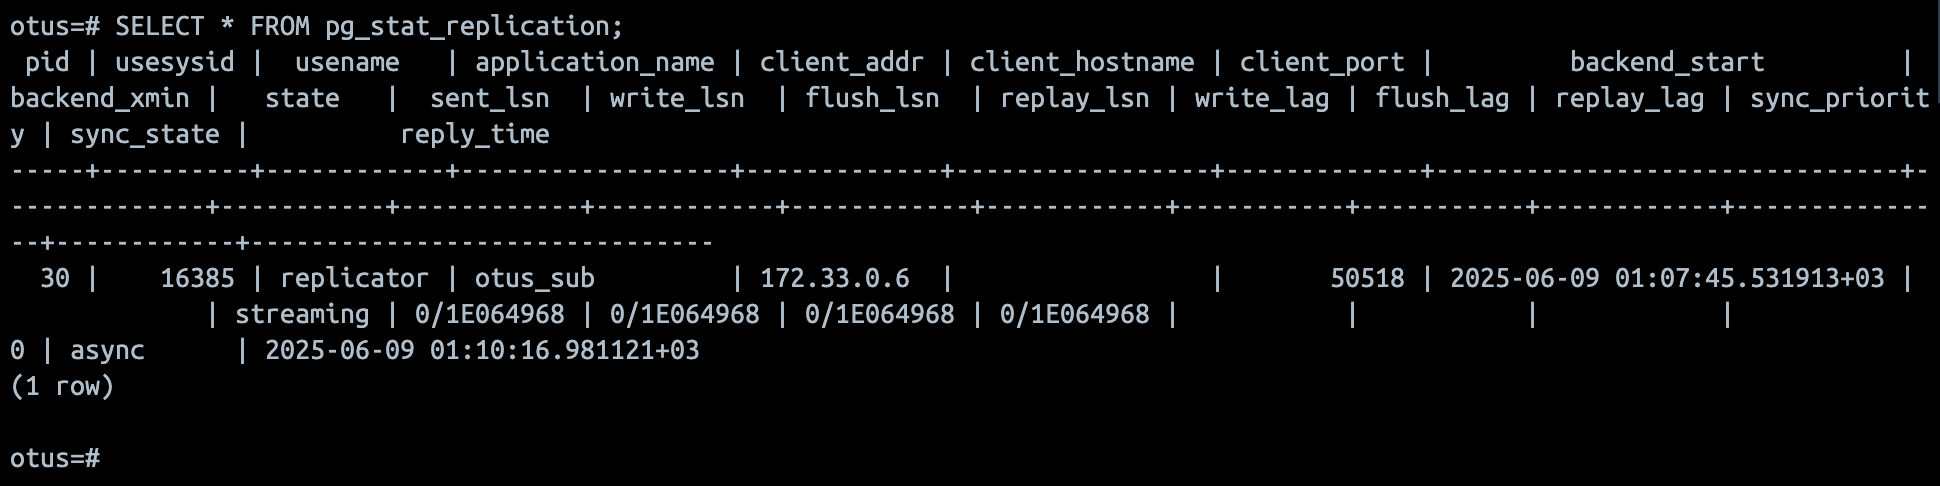 otus=# SELECT * FROM pg_stat_replication;
 pid | usesysid |  usename   | application_name | client_addr | client_hostname | client_port |         backend_start         | 
backend_xmin |   state   |  sent_lsn  | write_lsn  | flush_lsn  | replay_lsn | write_lag | flush_lag | replay_lag | sync_priorit
y | sync_state |          reply_time
-----+----------+------------+------------------+-------------+-----------------+-------------+-------------------------------+-
-------------+-----------+------------+------------+------------+------------+-----------+-----------+------------+-------------
--+------------+-------------------------------
  30 |    16385 | replicator | otus_sub         | 172.33.0.6  |                 |       50518 | 2025-06-09 01:07:45.531913+03 | 
             | streaming | 0/1E064968 | 0/1E064968 | 0/1E064968 | 0/1E064968 |           |           |            |
0 | async      | 2025-06-09 01:10:16.981121+03
(1 row)
otus=#